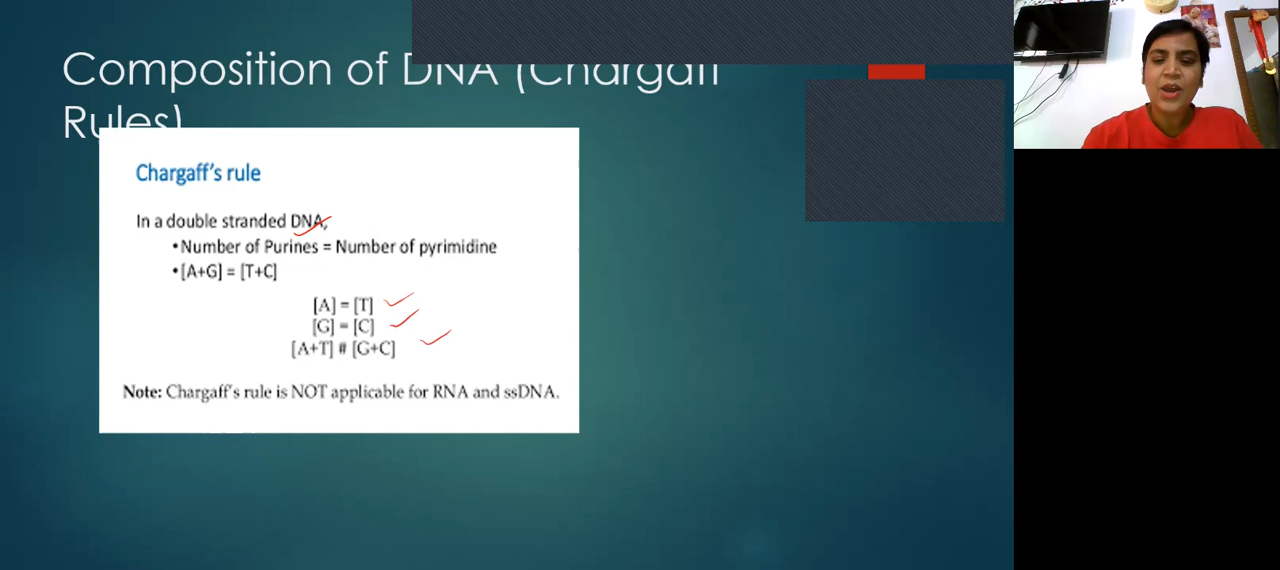 Composition of DNA (Chargaff
Rules)
Chargaff's rule
In a double stranded DNA,
•Number of Purines = Number of pyrimidine
•[A+G] = [T+C]
[A] = [T]
[G] = [C]
[A+T] # [G+C]
Note: Chargaff's rule is NOT applicable for RNA and ssDNA.